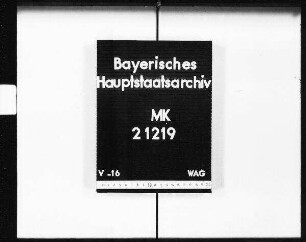 Bayerisches
Hauptstaatsarchiv
MK
21219
V -16 WAG